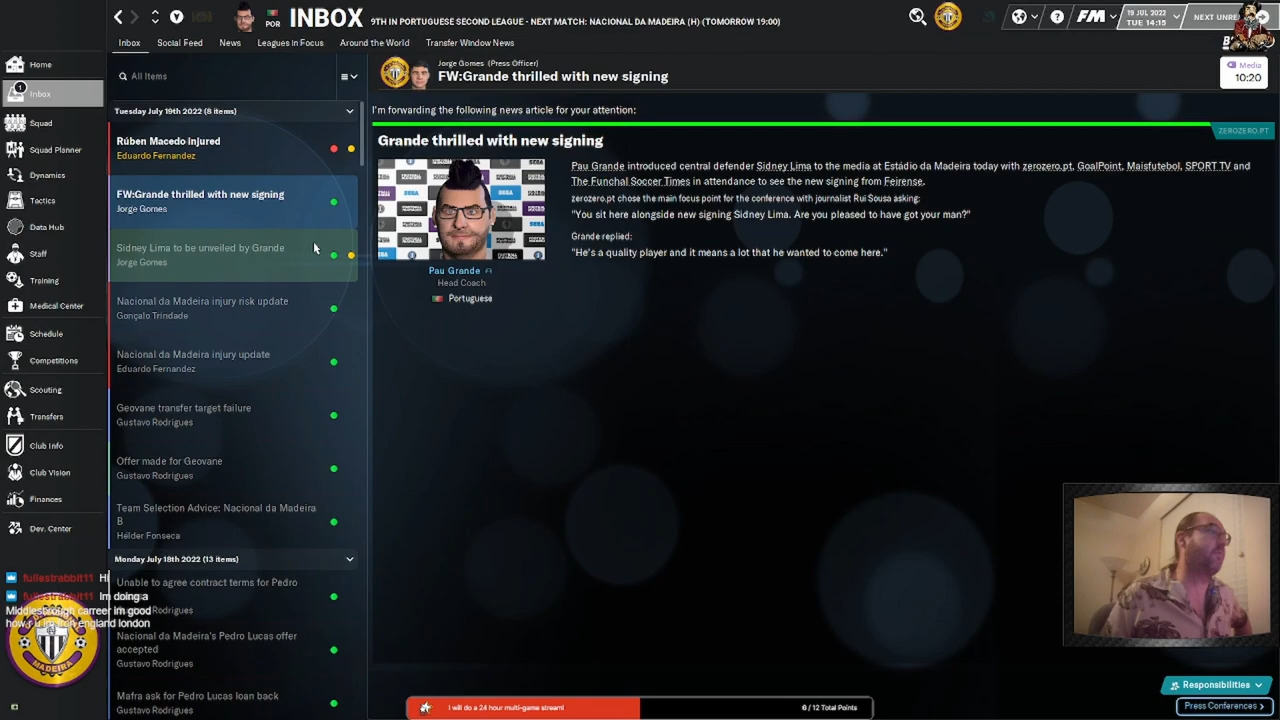 INBOX
POR
9TH IN PORTUGUESE SECOND LEAGUE - NEXT MATCH: NACIONAL DA MADEIRA (H) (TOMORROW 19:00)
FM
19 JUL 2022
TUE 14:15
NEXT UNRE
Inbox
Social Feed
News
Leagues In Focus
Around the World
Transfer Window News
Home
1
Inbox
Squad
Squad Planner
Dynamics
Tactics
Data Hub
Staff
Training
Medical Center
Schedule
Competitions
Scouting
Transfers
Club Info
Club Vision
Finances
Dev. Center
All Items
Tuesday July 19th 2022 (8 items)
Rúben Macedo Injured
Eduardo Fernandez
FW:Grande thrilled with new signing
Jorge Gomes
Sidney Lima to be unveiled by Grande
Jorge Gomes
Nacional da Madeira injury risk update
Gonçalo Trindade
Nacional da Madeira injury update
Eduardo Fernandez
Geovane transfer target failure
Gustavo Rodrigues
Offer made for Geovane
Gustavo Rodrigues
Team Selection Advice: Nacional da Madeira
B
Hélder Fonseca
Monday July 18th 2022 (13 items)
Unable to agree contract terms for Pedro
Rodrigues
Nacional da Madeira's Pedro Lucas offer
accepted
Gustavo Rodrigues
Mafra ask for Pedro Lucas loan back
Gustavo Rodrigues
Jorge Gomes (Press Officer)
FW:Grande thrilled with new signing
Media
10:20
I'm forwarding the following news article for your attention:
ZEROZERO.PT
Grande thrilled with new signing
SEGA
Pau Grande
Head Coach
Portuguese
Pau Grande introduced central defender Sidney Lima to the media at Estádio da Madeira today with zerozero.pt, GoalPoint, Maisfutebol, SPORT TV and
The Funchal Soccer Times in attendance to see the new signing from Feirense.
zerozero.pt chose the main focus point for the conference with journalist Rui Sousa asking:
"You sit here alongside new signing Sidney Lima. Are you pleased to have got your man?"
Grande replied:
"He's a quality player and it means a lot that he wanted to come here."
fullestrabbit11 Hi
fullestrabbit11 Im doing a
Middlesbrough carreer im good
how r u im
england london
MADEIRA
I will do a 24 hour multi-game stream!
6 / 12 Total Points
Responsibilities
Press Conferences >